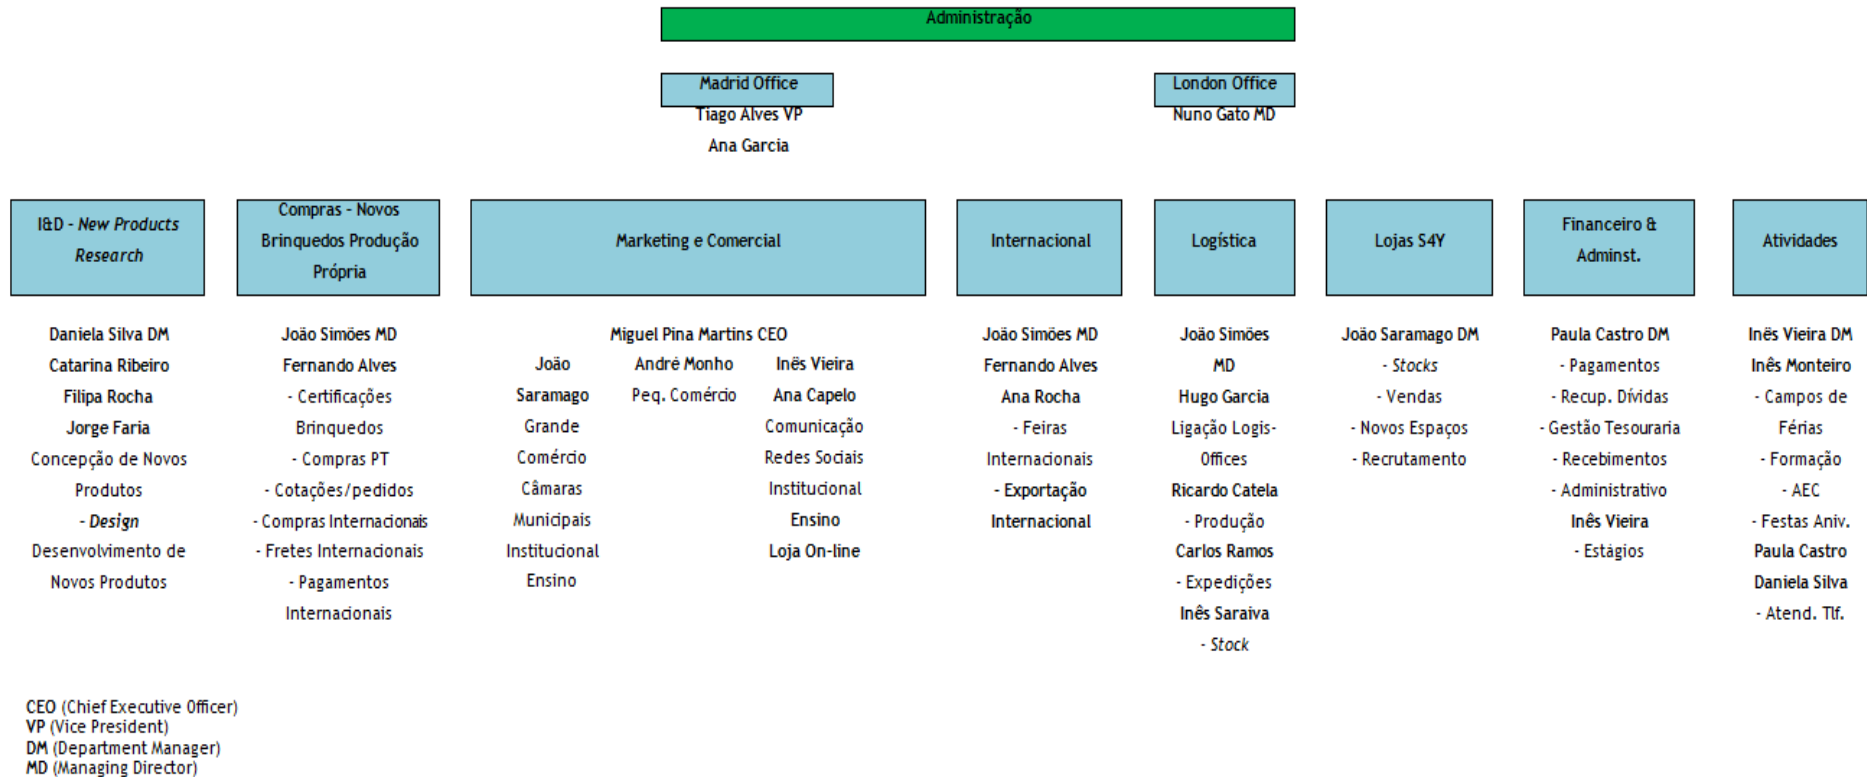 Administração
Madrid Office
Tiago Alves VP
Ana Garcia
London Office
Nuno Gato MD
I&D - New Products
Research
Daniela Silva DM
Catarina Ribeiro
Filipa Rocha
Jorge Faria
Concepção de Novos
Produtos
- Design
Desenvolvimento de
Novos Produtos
Compras - Novos
Brinquedos Produção
Própria
João Simões MD
Fernando Alves
- Certificações
Brinquedos
- Compras PT
- Cotações/pedidos
- Compras Internacionais
- Fretes Internacionais
- Pagamentos
Internacionais
Marketing e Comercial
Miguel Pina Martins CEO
João
Saramago
Grande
Comércio
Câmaras
Municipais
Institucional
Ensino
André Monho
Peq. Comércio
Inês Vieira
Ana Capelo
Comunicação
Redes Sociais
Institucional
Ensino
Loja On-line
Internacional
João Simões MD
Fernando Alves
Ana Rocha
- Feiras
Internacionais
- Exportação
Internacional
Logística
João Simões
MD
Hugo Garcia
Ligação Logis-
Offices
Ricardo Catela
- Produção
Carlos Ramos
- Expedições
Inês Saraiva
- Stock
Lojas S4Y
João Saramago DM
- Stocks
- Vendas
- Novos Espaços
- Recrutamento
Financeiro &
Adminst.
Paula Castro DM
- Pagamentos
- Recup. Dívidas
- Gestão Tesouraria
- Recebimentos
- Administrativo
Inês Vieira
- Estágios
Atividades
Inês Vieira DM
Inês Monteiro
- Campos de
Férias
- Formação
- AEC
- Festas Aniv.
Paula Castro
Daniela Silva
- Atend. Tlf.
CEO (Chief Executive Officer)
VP (Vice President)
DM (Department Manager)
MD (Managing Director)